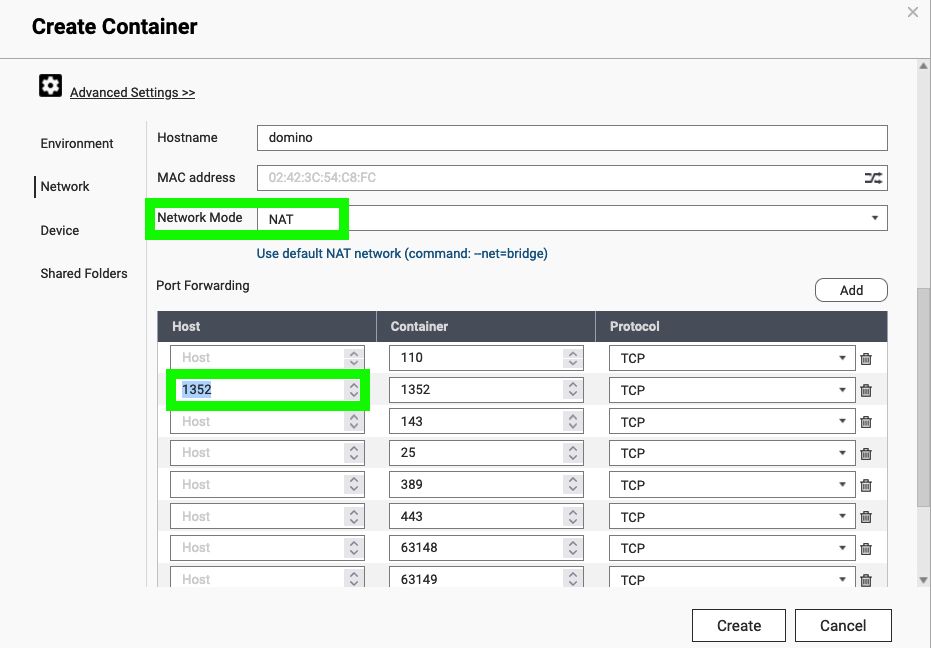 Create Container
Advanced Settings >>
Environment
Network
Device
Shared Folders
Hostname domino
MAC address 02:42:3C:54:C8:FC
Network Mode NAT
Use default NAT network (command: --net=bridge)
Port Forwarding
Add
Host Container Protocol
Host 110 TCP
1352 1352 TCP
Host 143 TCP
Host 25 TCP
Host 389 TCP
Host 443 TCP
Host 63148 TCP
Host 63149 TCP
Create Cancel